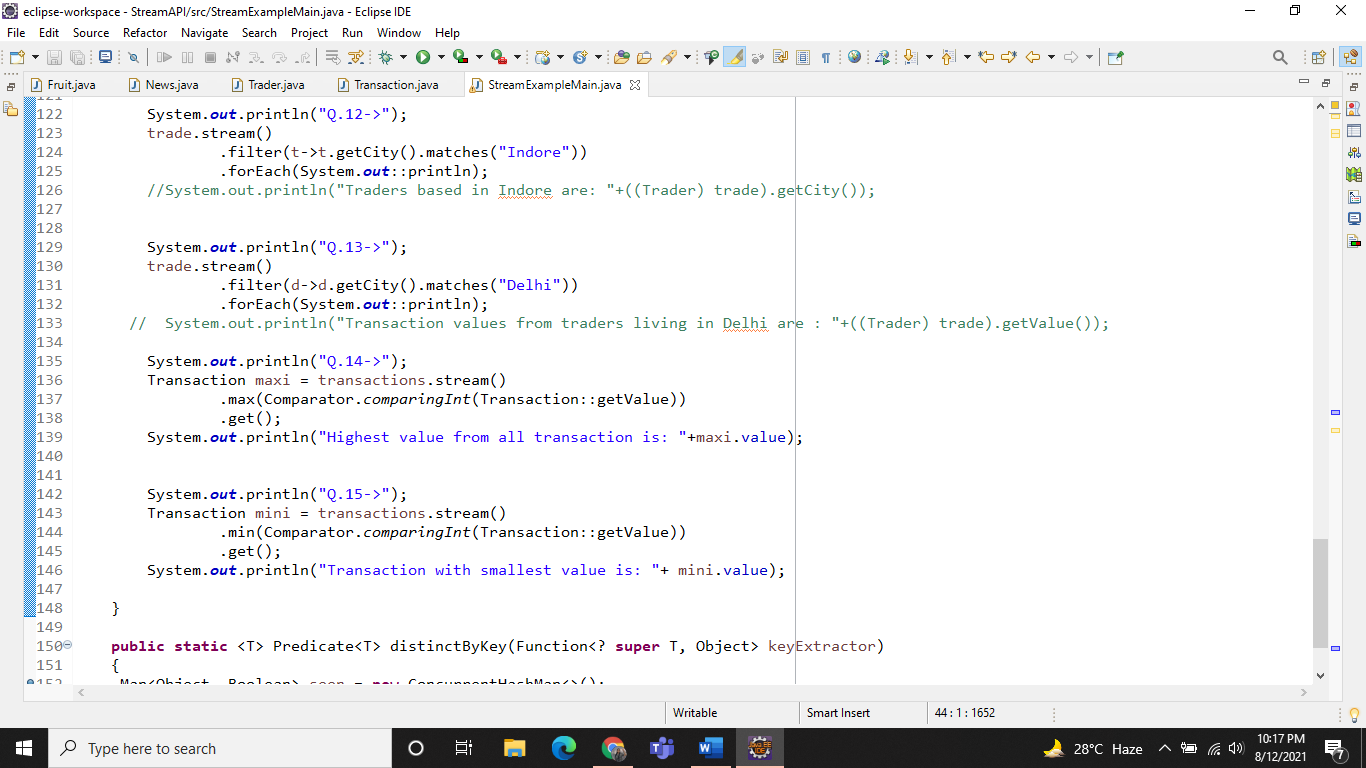 eclipse-workspace - StreamAPI/src/StreamExampleMain.java - Eclipse IDE
File Edit Source Refactor Navigate Search Project Run Window Help
Fruit.java News.java Trader.java Transaction.java StreamExampleMain.java
121
122 System.out.println("Q.12->");
123 trade.stream()
124 .filter(t->t.getCity().matches("Indore"))
125 .forEach(System.out::println);
126 //System.out.println("Traders based in Indore are: "+((Trader) trade).getCity());
127
128
129 System.out.println("Q.13->");
130 trade.stream()
131 .filter(d->d.getCity().matches("Delhi"))
132 .forEach(System.out::println);
133 // System.out.println("Transaction values from traders living in Delhi are : "+((Trader) trade).getValue());
134
135 System.out.println("Q.14->");
136 Transaction maxi = transactions.stream()
137 .max(Comparator.comparingInt(Transaction::getValue))
138 .get();
139 System.out.println("Highest value from all transaction is: "+maxi.value);
140
141
142 System.out.println("Q.15->");
143 Transaction mini = transactions.stream()
144 .min(Comparator.comparingInt(Transaction::getValue))
145 .get();
146 System.out.println("Transaction with smallest value is: "+ mini.value);
147
148 }
149
150 public static <T> Predicate<T> distinctByKey(Function<? super T, Object> keyExtractor)
151 {
152 Map<Object, Boolean> seen = new ConcurrentHashMap<>();
Writable Smart Insert 44 : 1 : 1652
Type here to search
28°C Haze
10:17 PM
8/12/2021
7